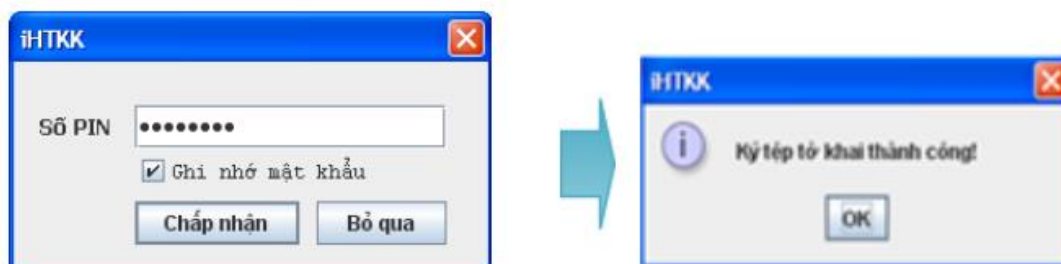 iHTKK
Số PIN ••••••••
Ghi nhớ mật khẩu
Chấp nhận Bỏ qua
iHTKK
Ký tệp tờ khai thành công!
OK